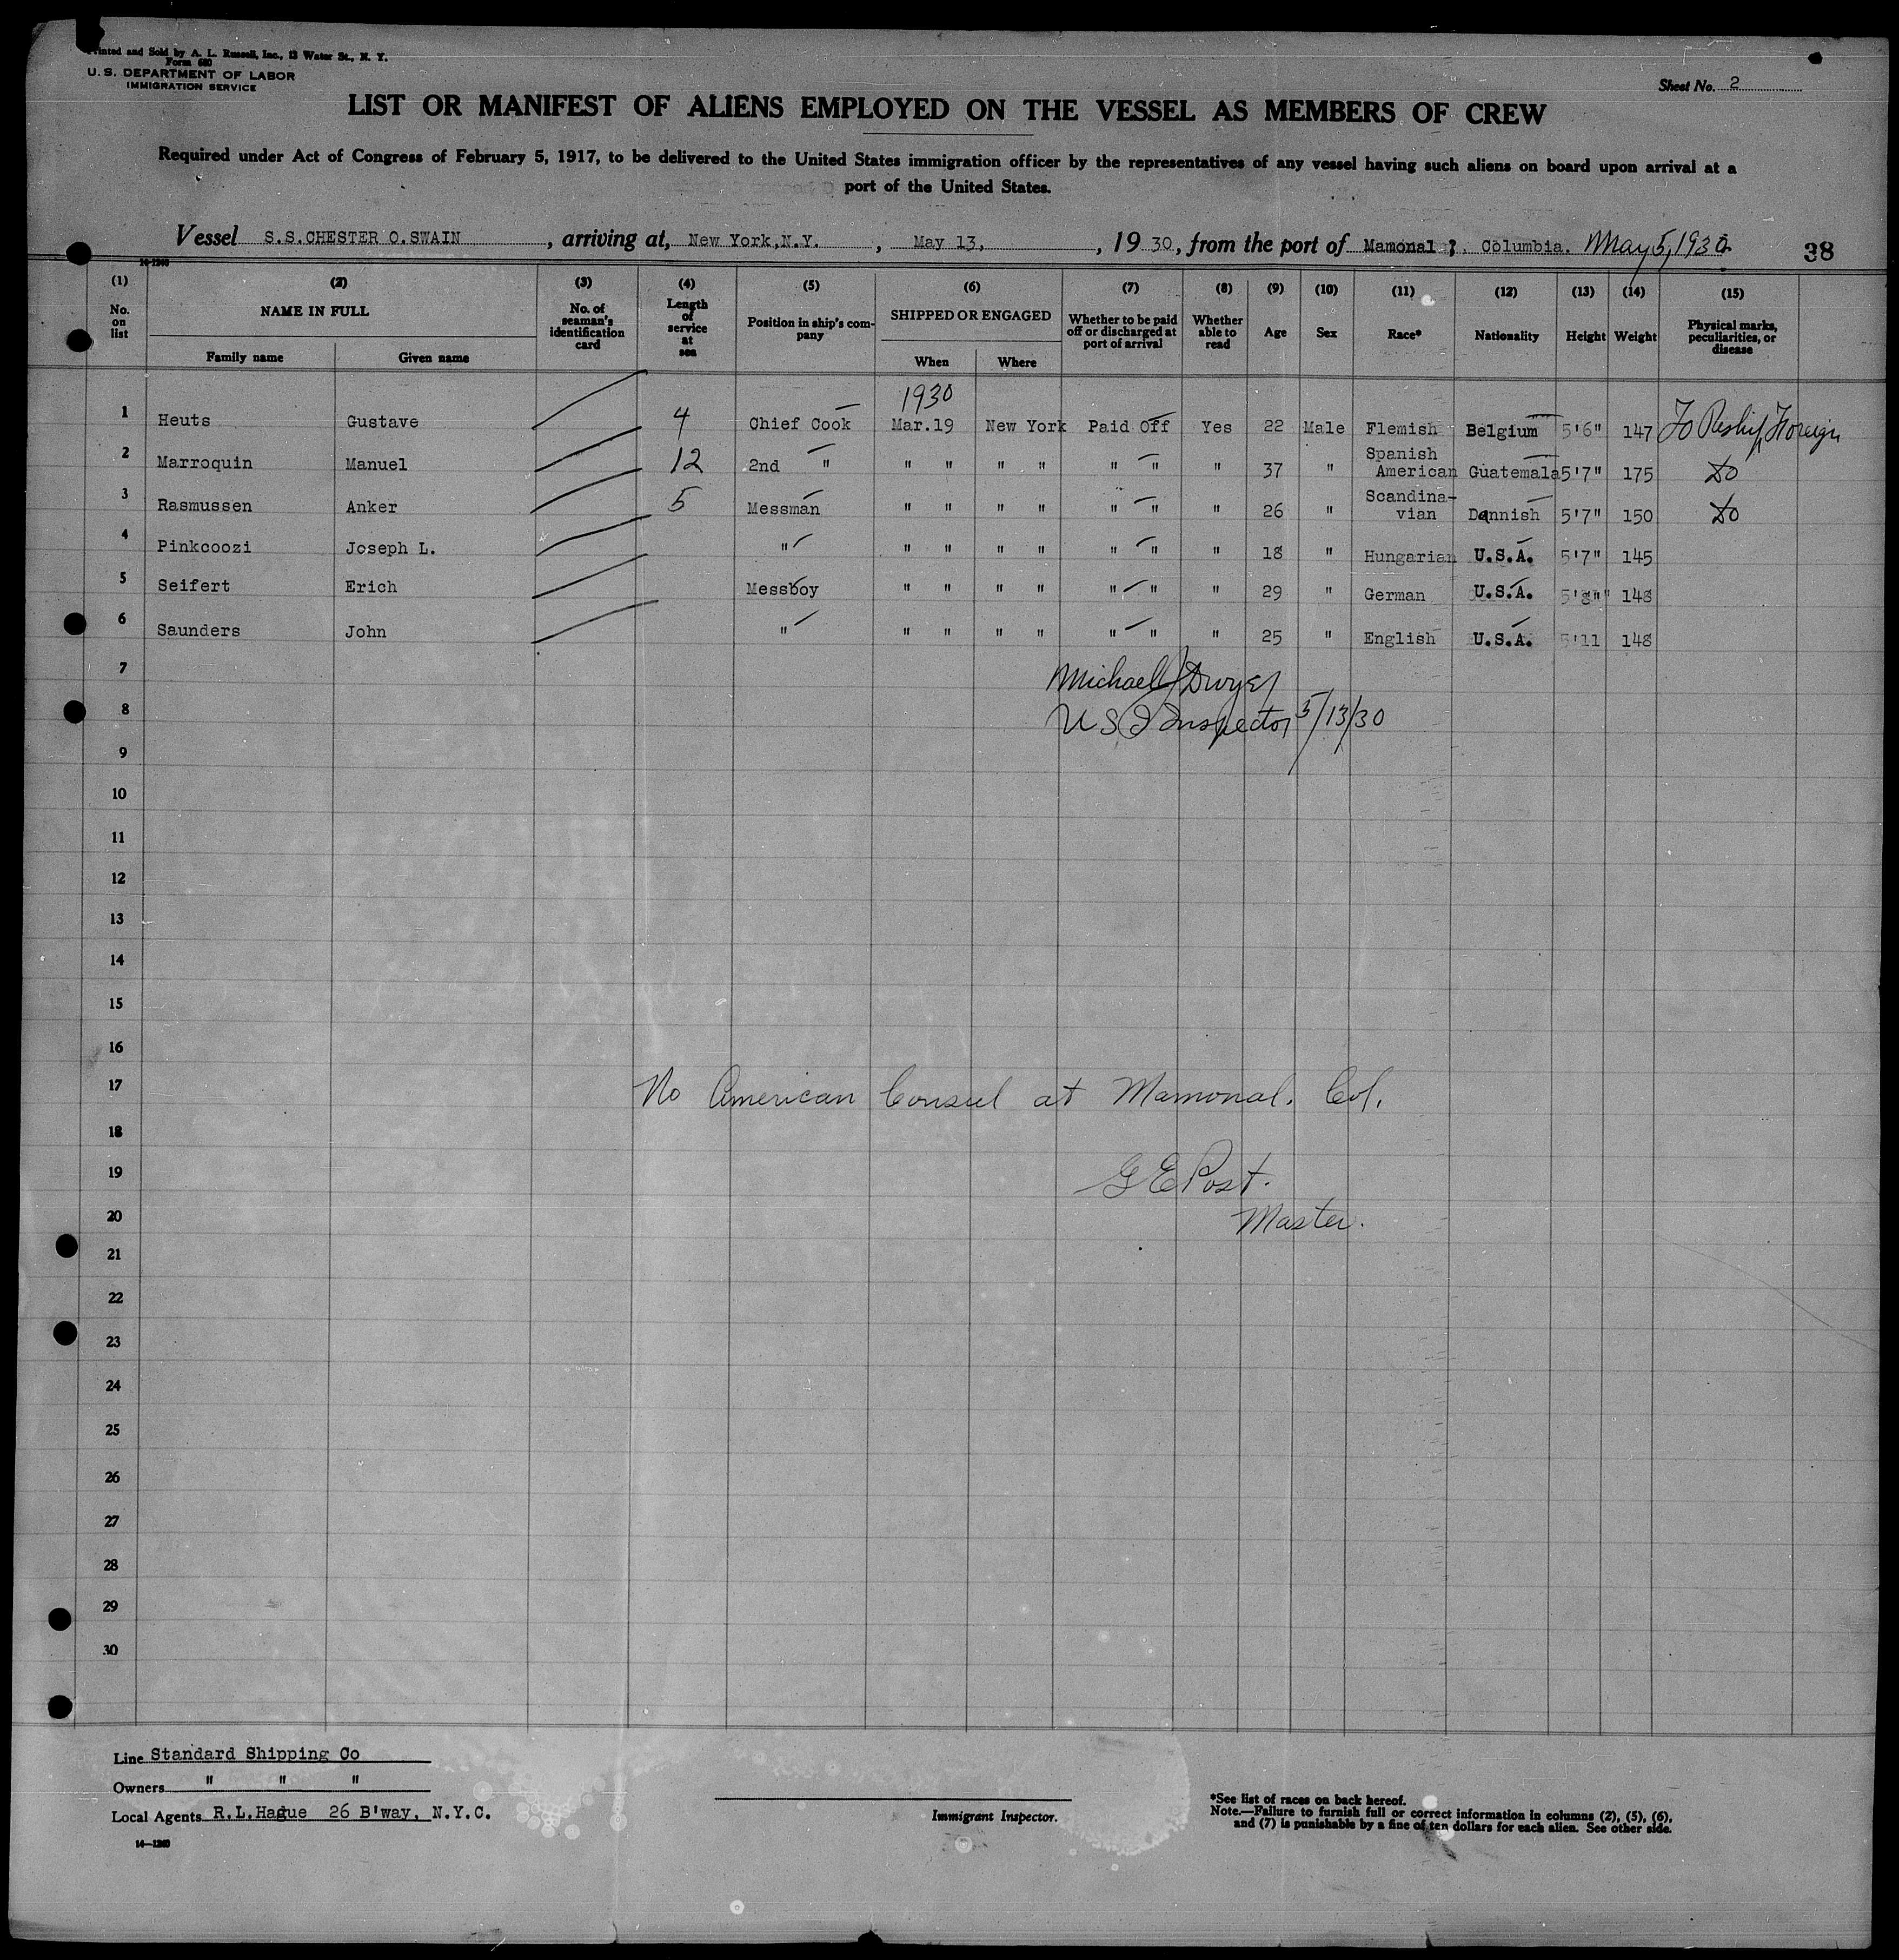 Printed and Sold by A. L. Russell, Inc., 13 Water St., N. Y.
Form 680
U. S. DEPARTMENT OF LABOR
IMMIGRATION SERVICE
Sheet No. 2
LIST OR MANIFEST OF ALIENS EMPLOYED ON THE VESSEL AS MEMBERS OF CREW
Required under Act of Congress of February 5, 1917, to be delivered to the United States immigration officer by the representatives of any vessel having such aliens on board upon arrival at a
port of the United States.
Vessel S.S.CHESTER O.SWAIN, arriving at, New York,N.Y., May 13, , 1930, from the port of Mamonal, Columbia. May 5, 1930
38
14-1240
(1) (2) (3) (4) (5) (6) (7) (8) (9) (10) (11) (12) (13) (14) (15)
No. on list NAME IN FULL Family name Given name No. of seaman's identification card Length of service at sea Position in ship's company SHIPPED OR ENGAGED When Where Whether to be paid off or discharged at port of arrival Whether able to read Age Sex Race* Nationality Height Weight Physical marks, peculiarities, or disease
1930
1 Heuts Gustave 4 Chief Cook Mar.19 New York Paid Off Yes 22 Male Flemish Belgium 5'6" 147 To Reship Foreign
2 Marroquin Manuel 12 2nd " " " " " " " " 37 " Spanish American Guatemala 5'7" 175 do
3 Rasmussen Anker 5 Messman " " " " " " " 26 " Scandina-vian Dannish 5'7" 150 do
4 Pinkcoozi Joseph L. " " " " " " " " 18 " Hungarian U.S.A. 5'7" 145
5 Seifert Erich Messboy " " " " " " " 29 " German U.S.A. 5'8"" 148
6 Saunders John " " " " " " " " 25 " English U.S.A. 5'11 148
7
Michael J Dwyer
8
U S I Inspector 5/13/30
9
10
11
12
13
14
15
16
17 No American Consul at Mamonal. Col.
18
19 G E Post.
20 Master.
21
22
23
24
25
26
27
28
29
30
Line Standard Shipping Co
Owners " " "
Local Agents R.L.Hague 26 B'way, N.Y.C.
14-1240
Immigrant Inspector.
*See list of races on back hereof.
Note.—Failure to furnish full or correct information in columns (2), (5), (6),
and (7) is punishable by a fine of ten dollars for each alien. See other side.